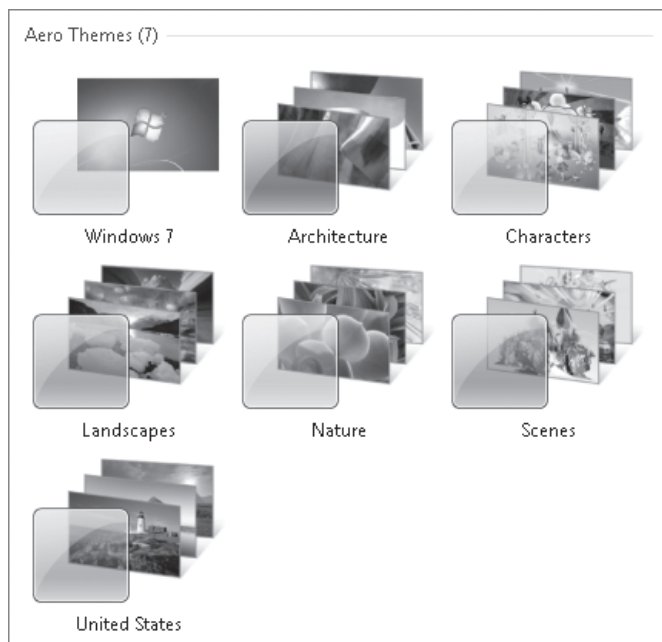 Aero Themes (7)
Windows 7
Architecture
Characters
Landscapes
Nature
Scenes
United States